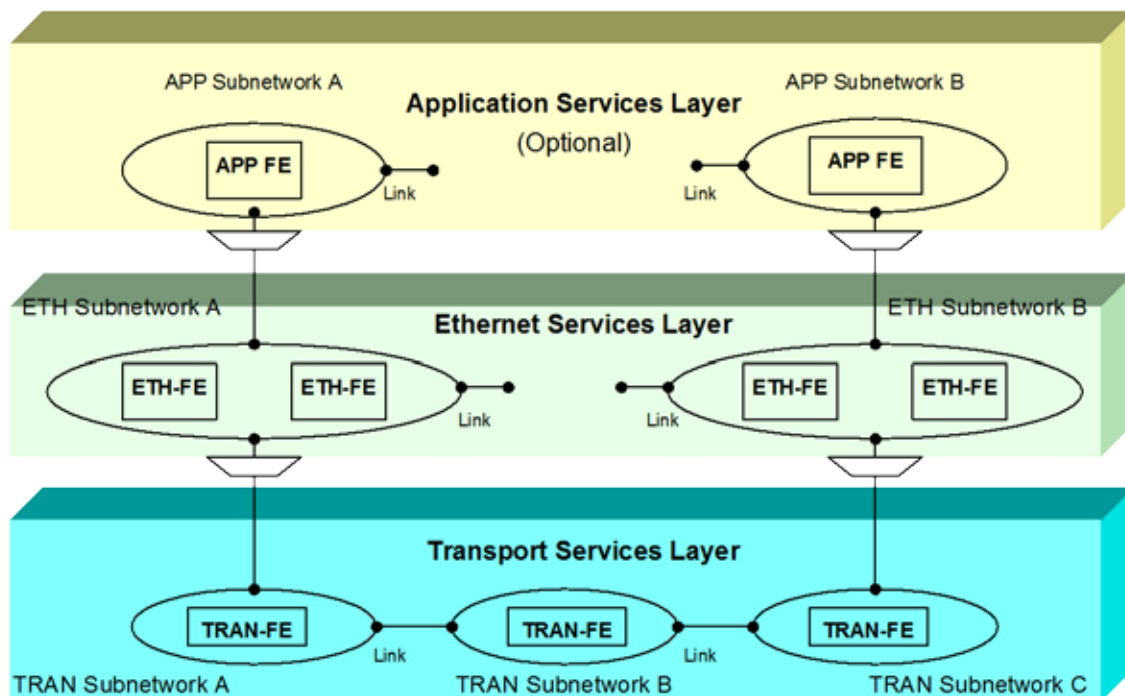 APP Subnetwork A
APP Subnetwork B
Application Services Layer
(Optional)
APP FE
APP FE
Link
Link
ETH Subnetwork A
ETH Subnetwork B
Ethernet Services Layer
ETH-FE
ETH-FE
ETH-FE
ETH-FE
Link
Link
Transport Services Layer
TRAN-FE
TRAN-FE
TRAN-FE
Link
Link
TRAN Subnetwork A
TRAN Subnetwork B
TRAN Subnetwork C